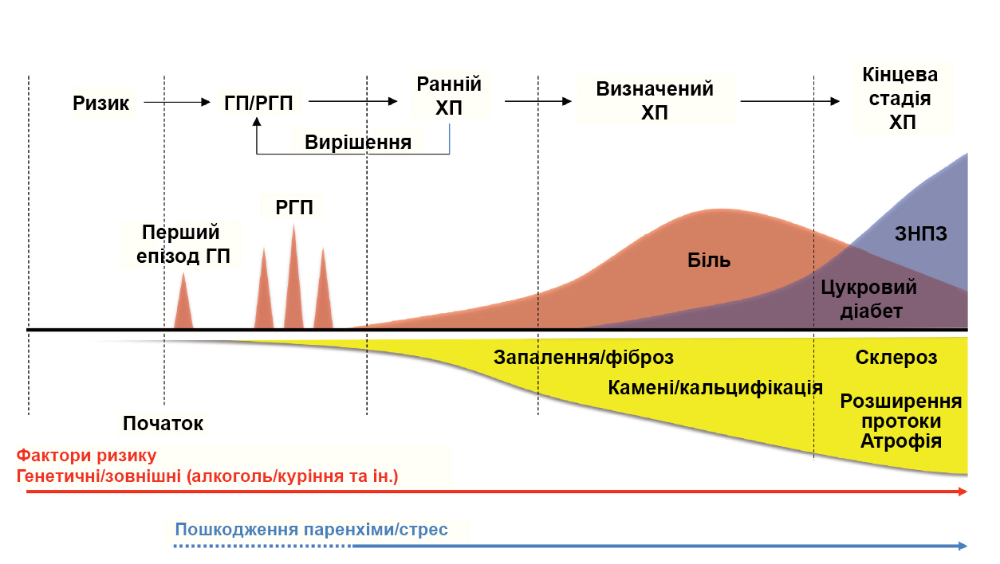 Ризик
ГП/РГП
Ранній
ХП
Визначений
ХП
Кінцева
стадія
ХП
Вирішення
Перший
епізод ГП
РГП
Біль
ЗНПЗ
Цукровий
діабет
Запалення/фіброз
Камені/кальцифікація
Склероз
Розширення
протоки
Атрофія
Початок
Фактори ризику
Генетичні/зовнішні (алкоголь/куріння та ін.)
Пошкодження паренхіми/стрес